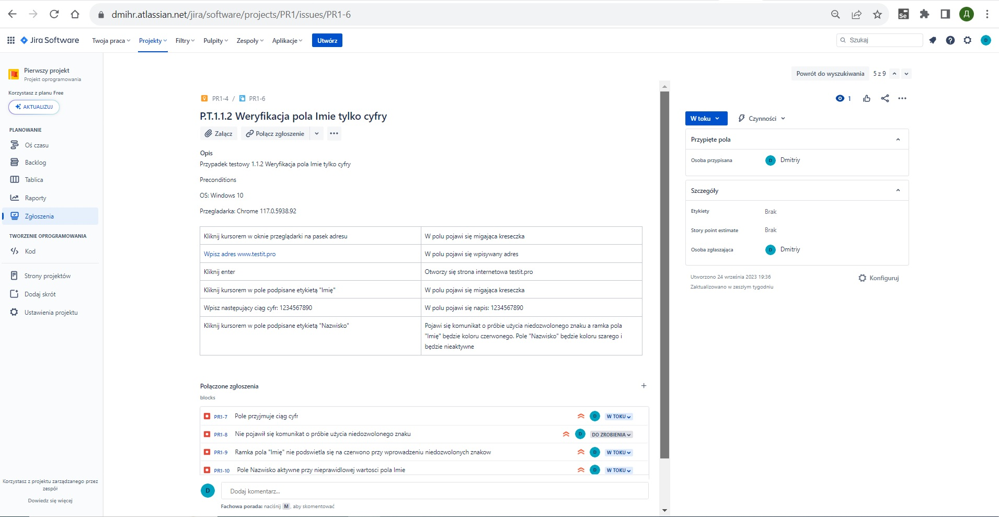 dmihr.atlassian.net/jira/software/projects/PR1/issues/PR1-6
Se
Д
Jira Software
Twoja praca
Projekty
Filtry
Pulpity
Zespoły
Aplikacje
Utwórz
Szukaj
D
Pierwszy projekt
Projekt oprogramowania
Korzystasz z planu Free
AKTUALIZUJ
PLANOWANIE
Oś czasu
Backlog
Tablica
Raporty
Zgłoszenia
TWORZENIE OPROGRAMOWANIA
Kod
Strony projektów
Dodaj skrót
Ustawienia projektu
Korzystasz z projektu zarządzanego przez
zespół
Dowiedz się więcej
Powrót do wyszukiwania
5 z 9
PR1-4 / PR1-6
1
P.T.1.1.2 Weryfikacja pola Imie tylko cyfry
Załącz
Połącz zgłoszenie
Opis
Przypadek testowy 1.1.2 Weryfikacja pola Imie tylko cyfry
Preconditions
OS: Windows 10
Przegladarka: Chrome 117.0.5938.92
Kliknij kursorem w oknie przeglądarki na pasek adresu
W polu pojawi się migająca kreseczka
Wpisz adres www.testit.pro
W polu pojawi się wpisywany adres
Kliknij enter
Otworzy się strona internetowa testit.pro
Kliknij kursorem w pole podpisane etykietą "Imię"
W polu pojawi się migająca kreseczka
Wpisz następujący ciąg cyfr: 1234567890
W polu pojawi się napis: 1234567890
Kliknij kursorem w pole podpisane etykietą "Nazwisko"
Pojawi się komunikat o próbie użycia niedozwolonego znaku a ramka pola
"Imię" będzie koloru czerwonego. Pole "Nazwisko" będzie koloru szarego i
będzie nieaktywne
Połączone zgłoszenia
blocks
PR1-7 Pole przyjmuje ciąg cyfr D W TOKU
PR1-8 Nie pojawił się komunikat o próbie użycia niedozwolonego znaku D DO ZROBIENIA
PR1-9 Ramka pola "Imię" nie podswietla się na czerwono przy wprowadzeniu niedozwolonych znakow D W TOKU
PR1-10 Pole Nazwisko aktywne przy nieprawidlowej wartosci pola Imie D W TOKU
D
Dodaj komentarz...
Fachowa porada: naciśnij M, aby skomentować
W toku
Czynności
Przypięte pola
Osoba przypisana
D Dmitriy
Szczegóły
Etykiety
Brak
Story point estimate
Brak
Osoba zgłaszająca
D Dmitriy
Utworzono 24 września 2023 19:36
Zaktualizowano w zeszłym tygodniu
Konfiguruj